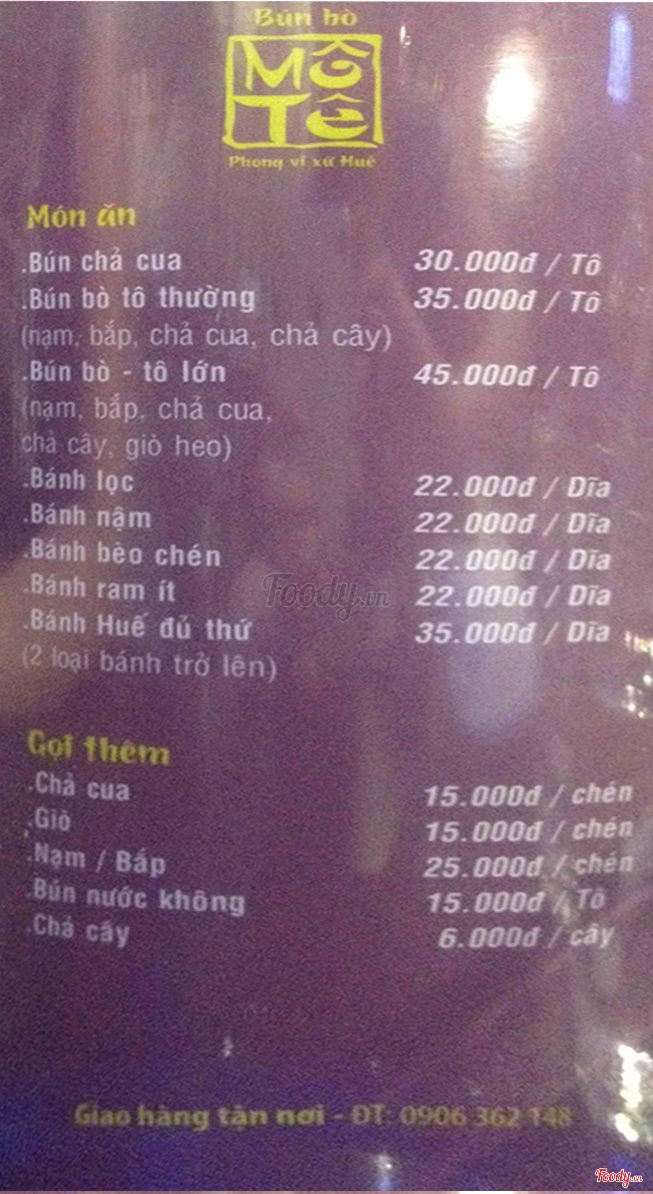 Bún bò
MÔ
TÊ
Phong vị xứ Huế
Món ăn
.Bún chả cua 30.000đ / Tô
.Bún bò tô thường 35.000đ / Tô
(nạm, bắp, chả cua, chả cây)
.Bún bò - tô lớn 45.000đ / Tô
(nạm, bắp, chả cua,
chả cây, giò heo)
.Bánh lọc 22.000đ / Dĩa
.Bánh nậm 22.000đ / Dĩa
.Bánh bèo chén 22.000đ / Dĩa
.Bánh ram ít 22.000đ / Dĩa
.Bánh Huế đủ thứ 35.000đ / Dĩa
(2 loại bánh trở lên)
Foody.vn
Gọi thêm
.Chả cua 15.000đ / chén
.Giò 15.000đ / chén
.Nạm / Bắp 25.000đ / chén
.Bún nước không 15.000đ / Tô
.Chả cây 6.000đ / cây
Giao hàng tận nơi - ĐT: 0906 362 148
Foody.vn